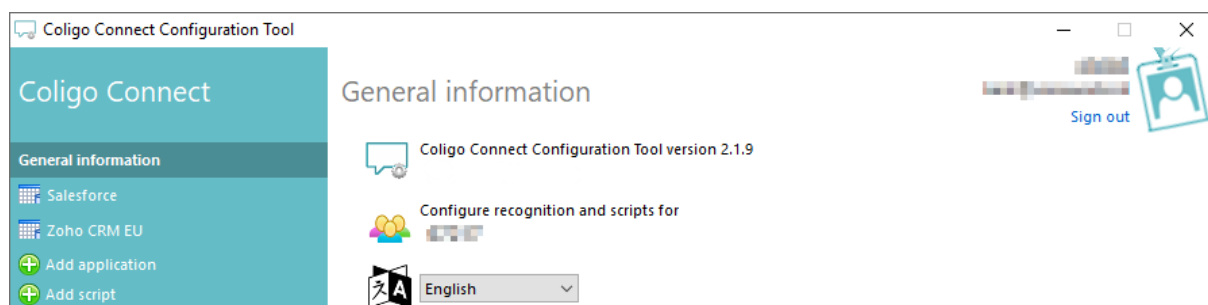 Coligo Connect Configuration Tool
Coligo Connect
General information
Sign out
General information
Coligo Connect Configuration Tool version 2.1.9
Salesforce
Configure recognition and scripts for
Zoho CRM EU
Add application
English
Add script